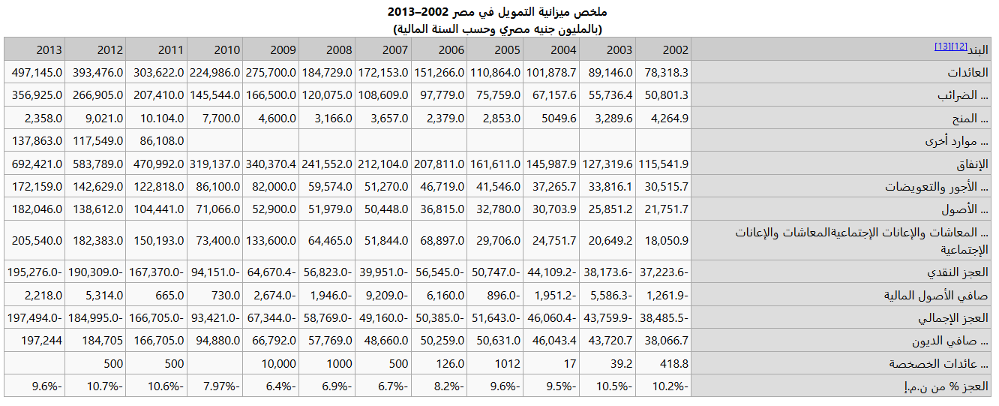 ملخص ميزانية التمويل في مصر 2002–2013
(بالمليون جنيه مصري وحسب السنة المالية)
البند[12][13] 2002 2003 2004 2005 2006 2007 2008 2009 2010 2011 2012 2013
العائدات 78,318.3 89,146.0 101,878.7 110,864.0 151,266.0 172,153.0 184,729.0 275,700.0 224,986.0 303,622.0 393,476.0 497,145.0
... الضرائب 50,801.3 55,736.4 67,157.6 75,759.0 97,779.0 108,609.0 120,075.0 166,500.0 145,544.0 207,410.0 266,905.0 356,925.0
... المنح 4,264.9 3,289.6 5049.6 2,853.0 2,379.0 3,657.0 3,166.0 4,600.0 7,700.0 10.104.0 9,021.0 2,358.0
... موارد أخرى 86,108.0 117,549.0 137,863.0
الإنفاق 115,541.9 127,319.6 145,987.9 161,611.0 207,811.0 212,104.0 241,552.0 340,370.4 319,137.0 470,992.0 583,789.0 692,421.0
... الأجور والتعويضات 30,515.7 33,816.1 37,265.7 41,546.0 46,719.0 51,270.0 59,574.0 82,000.0 86,100.0 122,818.0 142,629.0 172,159.0
... الأصول 21,751.7 25,851.2 30,703.9 32,780.0 36,815.0 50,448.0 51,979.0 52,900.0 71,066.0 104,441.0 138,612.0 182,046.0
... المعاشات والإعانات الإجتماعيةالمعاشات والإعانات
الإجتماعية 18,050.9 20,649.2 24,751.7 29,706.0 68,897.0 51,844.0 64,465.0 133,600.0 73,400.0 150,193.0 182,383.0 205,540.0
العجز النقدي 37,223.6- 38,173.6- 44,109.2- 50,747.0- 56,545.0- 39,951.0- 56,823.0- 64,670.4- 94,151.0- 167,370.0- 190,309.0- 195,276.0-
صافي الأصول المالية 1,261.9- 5,586.3- 1,951.2- 896.0- 6,160.0 9,209.0- 1,946.0- 2,674.0- 730.0 665.0 5,314.0 2,218.0
العجز الإجمالي 38,485.5- 43,759.9- 46,060.4- 51,643.0- 50,385.0- 49,160.0- 58,769.0- 67,344.0- 93,421.0- 166,705.0- 184,995.0- 197,494.0-
... صافي الديون 38,066.7 43,720.7 46,043.4 50,631.0 50,259.0 48,660.0 57,769.0 66,792.0 94,880.0 166,705.0 184,705 197,244
... عائدات الخصخصة 418.8 39.2 17 1012 126.0 500 1000 10,000 500 500
العجز % من ن.م.إ 10.2%- 10.5%- 9.5%- 9.6%- 8.2%- 6.7%- 6.9%- 6.4%- 7.97%- 10.6%- 10.7%- 9.6%-